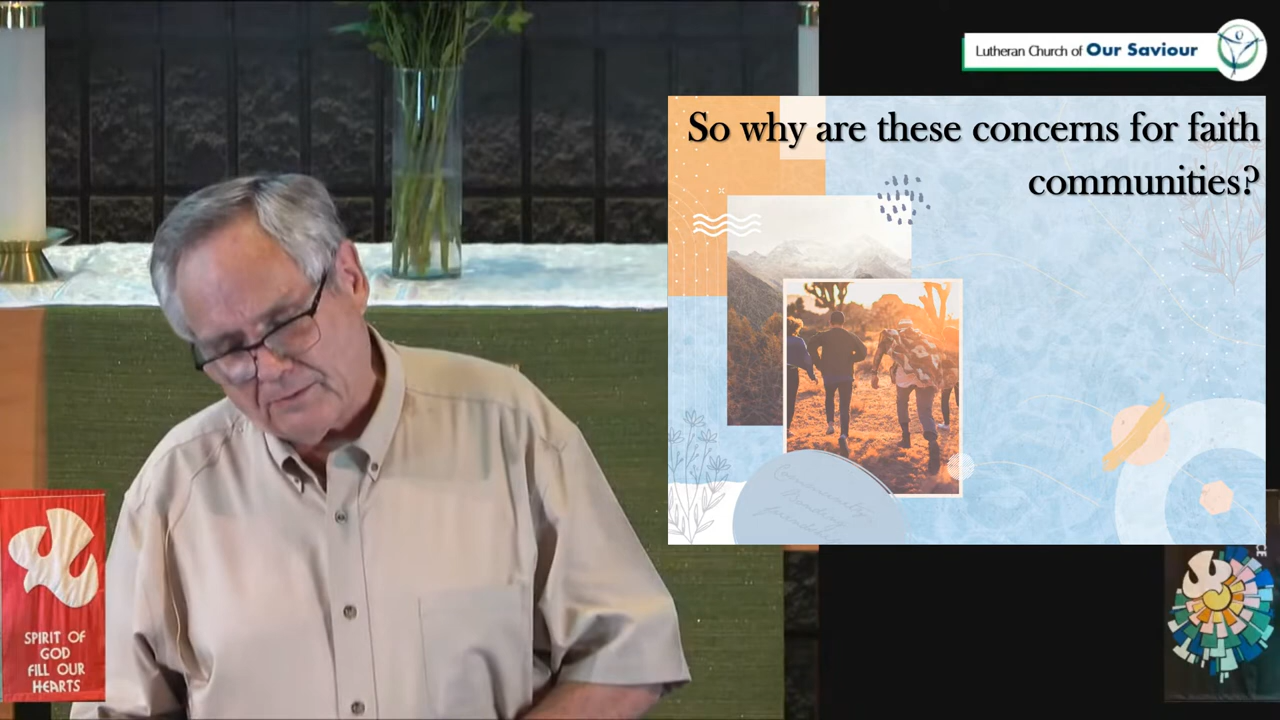 Lutheran Church of Our Saviour
So why are these concerns for faith
communities?
SPIRIT OF
GOD
FILL OUR
HEARTS